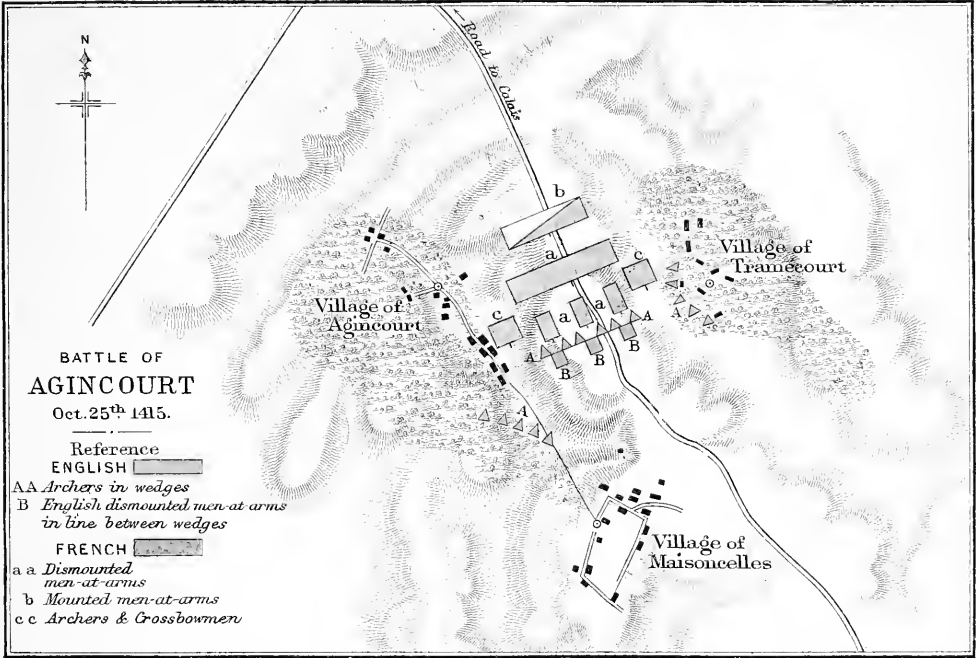 N
Road to Calais
b
a
c
Village of
Tramecourt
Village of
Agincourt
c
a
a
A
A
A
B
B
B
A
BATTLE OF
AGINCOURT
Oct. 25th 1415.
Reference
ENGLISH
AA Archers in wedges
B English dismounted men-at-arms
in line between wedges
FRENCH
a a Dismounted
men-at-arms
b Mounted men-at-arms
c c Archers & Crossbowmen
Village of
Maisoncelles